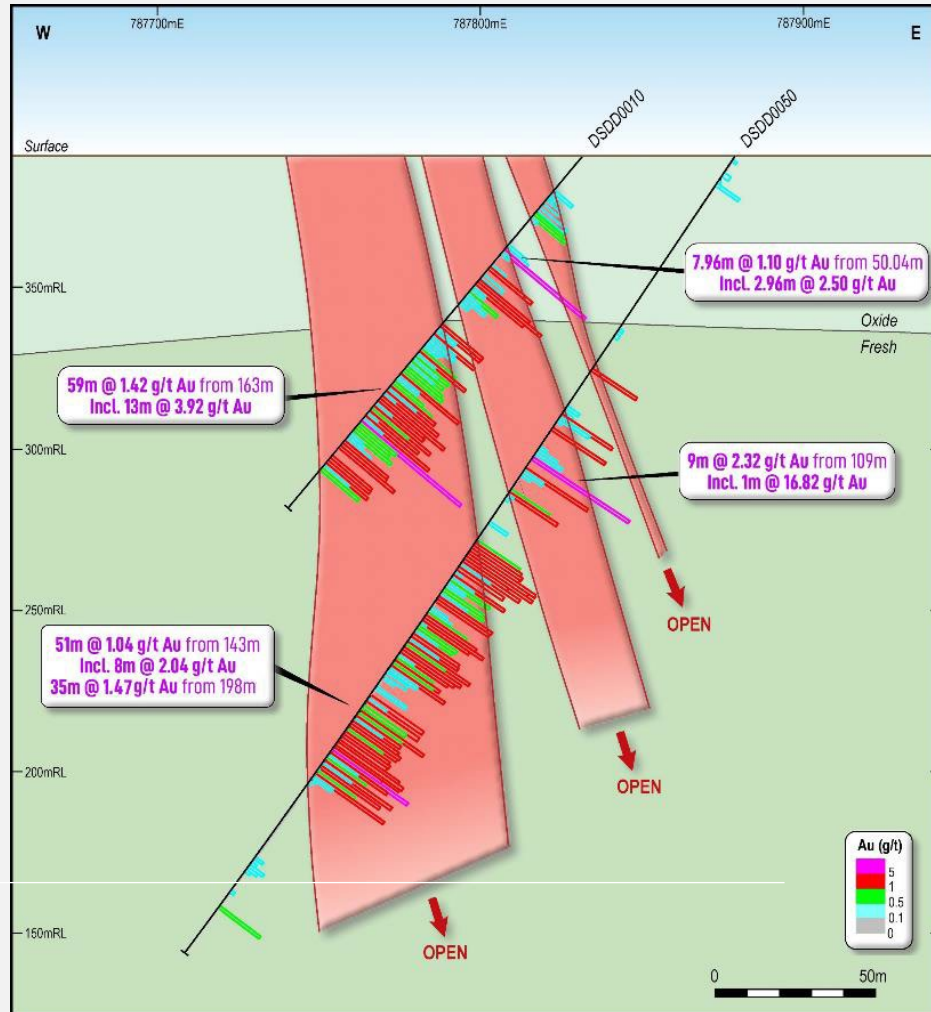 787700mE
787800mE
787900mE
W
E
DSDD0010
DSDD0050
Surface
7.96m @ 1.10 g/t Au from 50.04m
Incl. 2.96m @ 2.50 g/t Au
350mRL
Oxide
Fresh
59m @ 1.42 g/t Au from 163m
Incl. 13m @ 3.92 g/t Au
300mRL
9m @ 2.32 g/t Au from 109m
Incl. 1m @ 16.82 g/t Au
250mRL
OPEN
51m @ 1.04 g/t Au from 143m
Incl. 8m @ 2.04 g/t Au
35m @ 1.47g/t Au from 198m
200mRL
OPEN
Au (g/t)
5
1
0.5
0.1
0
150mRL
OPEN
0
50m